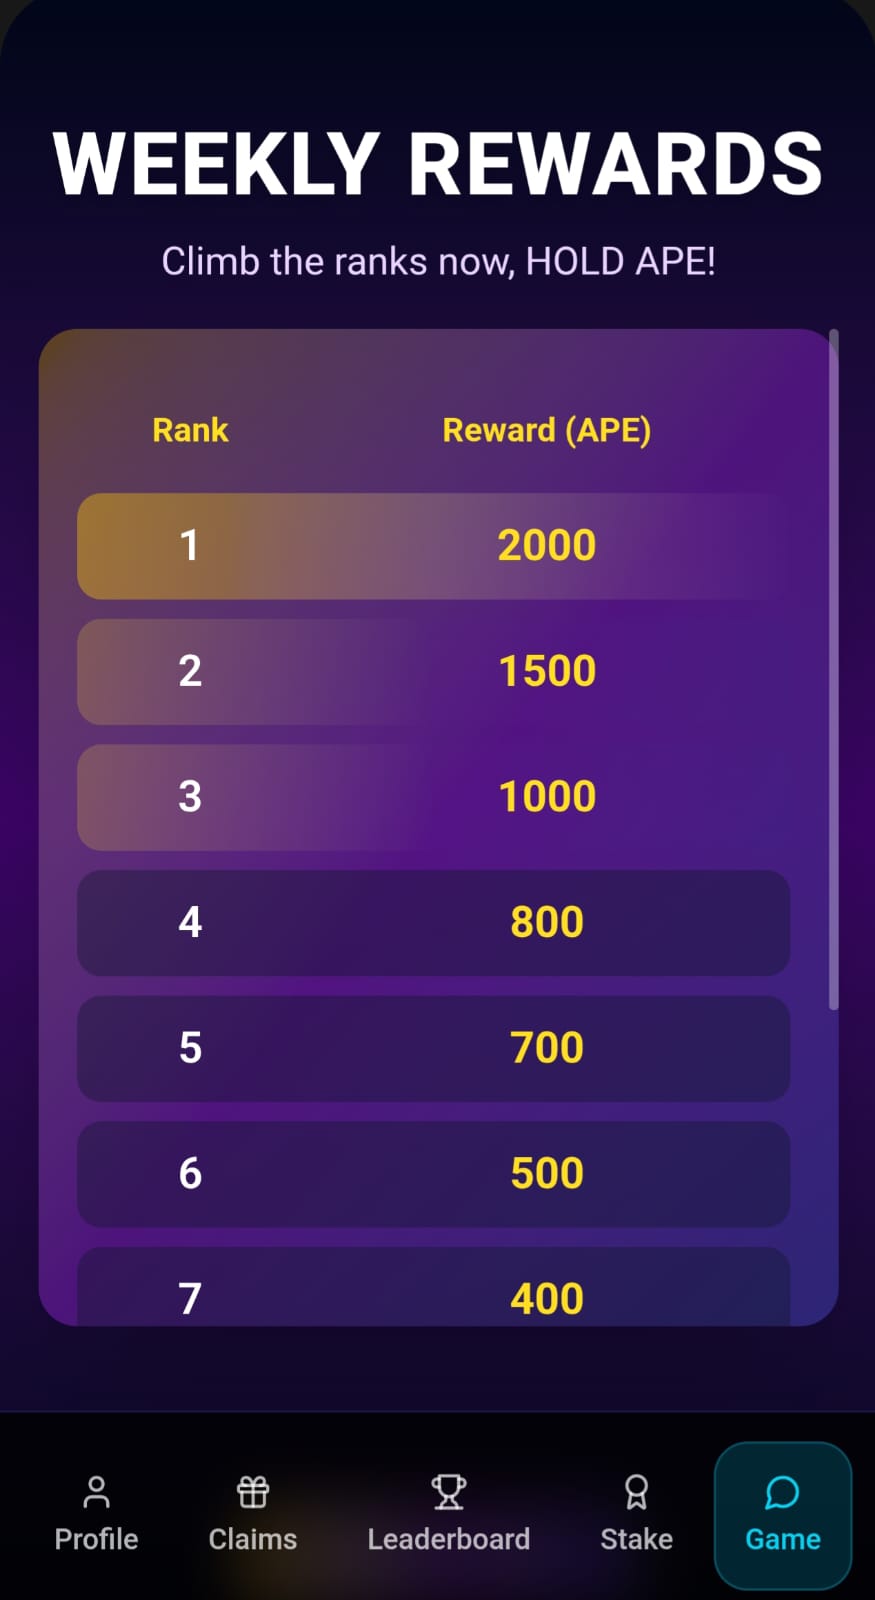 WEEKLY REWARDS
Climb the ranks now, HOLD APE!
Rank Reward (APE)
1 2000
2 1500
3 1000
4 800
5 700
6 500
7 400
Profile Claims Leaderboard Stake Game